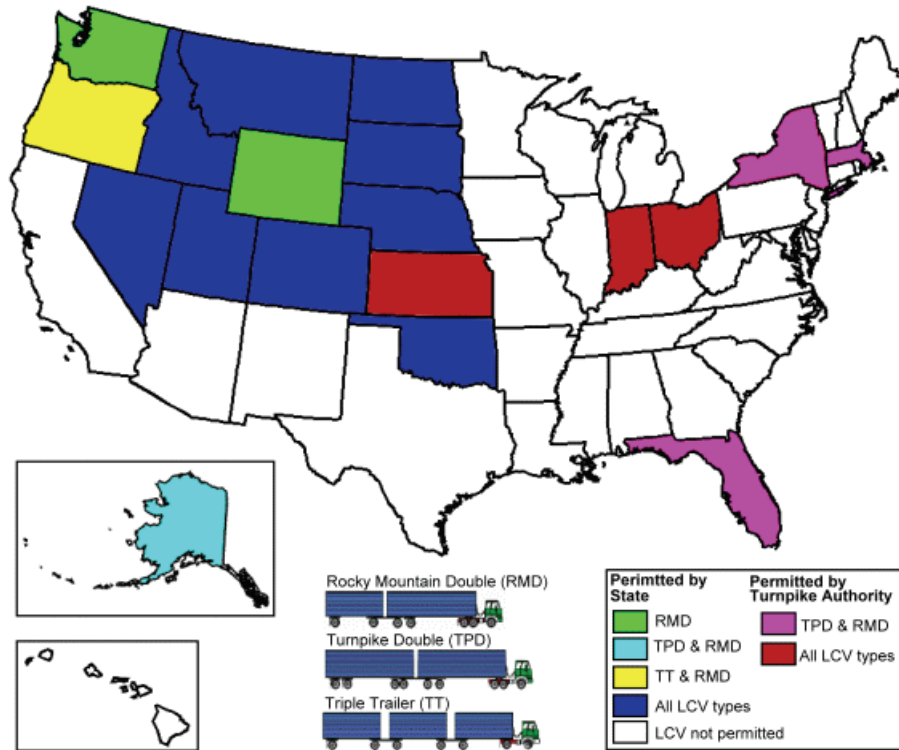 Rocky Mountain Double (RMD)
Turnpike Double (TPD)
Triple Trailer (TT)
Perimtted by
State
RMD
TPD & RMD
TT & RMD
All LCV types
LCV not permitted
Permitted by
Turnpike Authority
TPD & RMD
All LCV types